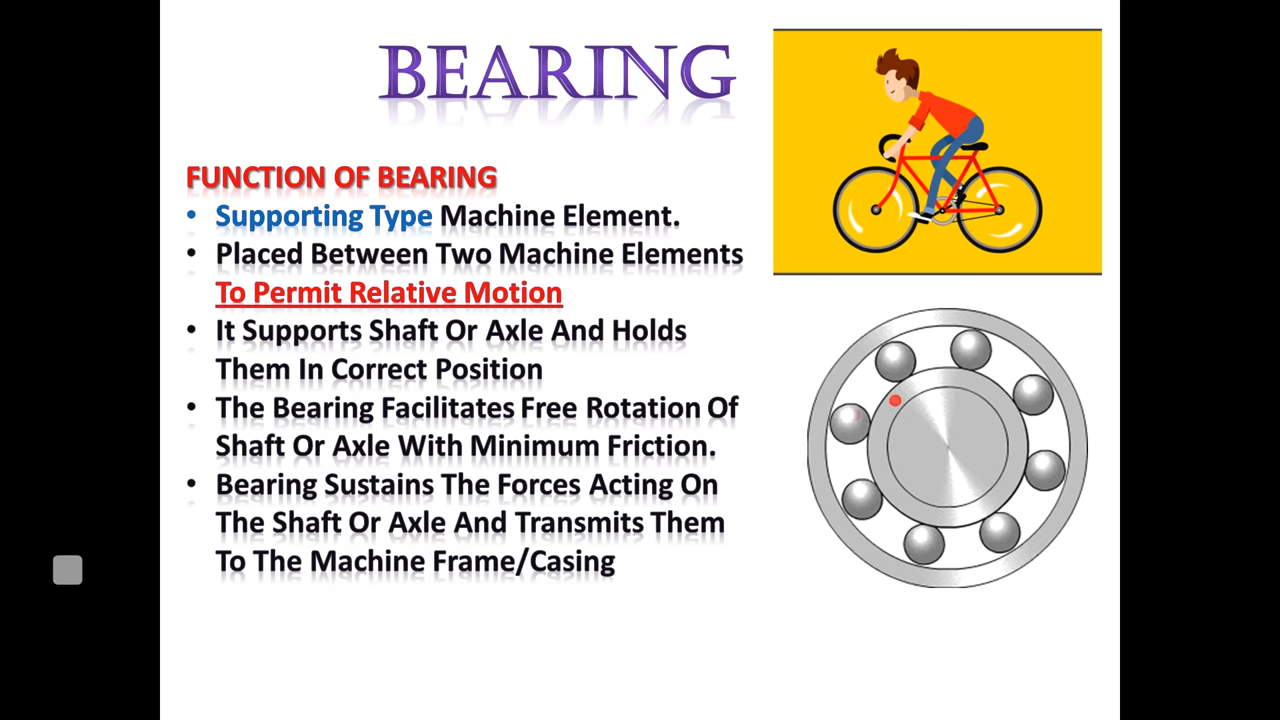 BEARING
FUNCTION OF BEARING
• Supporting Type Machine Element.
• Placed Between Two Machine Elements
To Permit Relative Motion
• It Supports Shaft Or Axle And Holds
Them In Correct Position
• The Bearing Facilitates Free Rotation Of
Shaft Or Axle With Minimum Friction.
• Bearing Sustains The Forces Acting On
The Shaft Or Axle And Transmits Them
To The Machine Frame/Casing